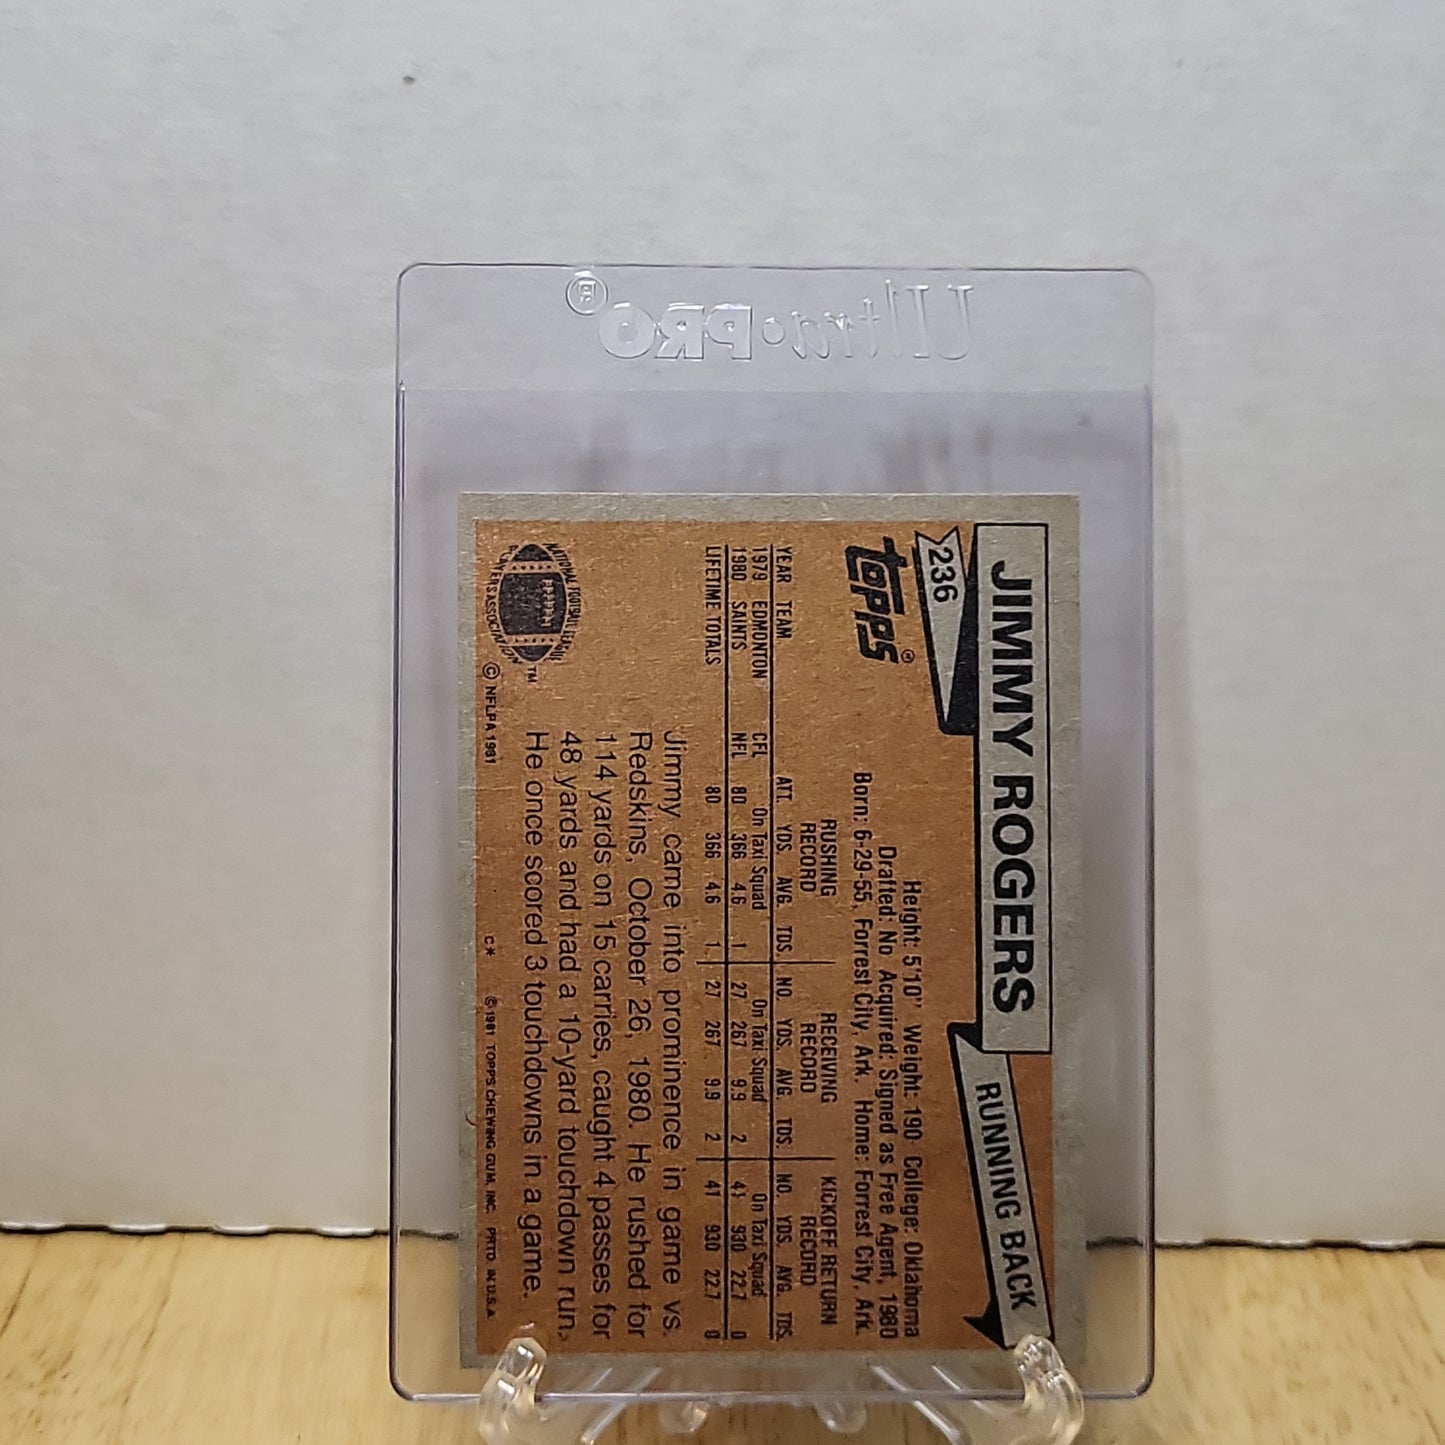 Ultra·PRO®
JIMMY ROGERS
RUNNING BACK
236
Topps®
Height: 5'10" Weight: 190 College: Oklahoma
Drafted: No Acquired: Signed as Free Agent, 1980
Born: 6-29-55, Forrest City, Ark. Home: Forrest City, Ark.
RUSHING RECORD RECEIVING RECORD KICKOFF RETURN RECORD
YEAR TEAM ATT. YDS. AVG. TDS. NO. YDS. AVG. TDS. NO. YDS. AVG. TDS.
1979 EDMONTON CFL On Taxi Squad On Taxi Squad On Taxi Squad
1980 SAINTS NFL 80 366 4.6 1 27 267 9.9 2 41 930 22.7 0
LIFETIME TOTALS 80 366 4.6 1 27 267 9.9 2 41 930 22.7 0
Jimmy came into prominence in game vs.
Redskins, October 26, 1980. He rushed for
114 yards on 15 carries, caught 4 passes for
48 yards and had a 10-yard touchdown run.
He once scored 3 touchdowns in a game.
NATIONAL FOOTBALL LEAGUE
PLAYERS ASSOCIATION
TM
© NFLPA 1981
C*
©1981 TOPPS CHEWING GUM, INC. PRTD. IN U.S.A.